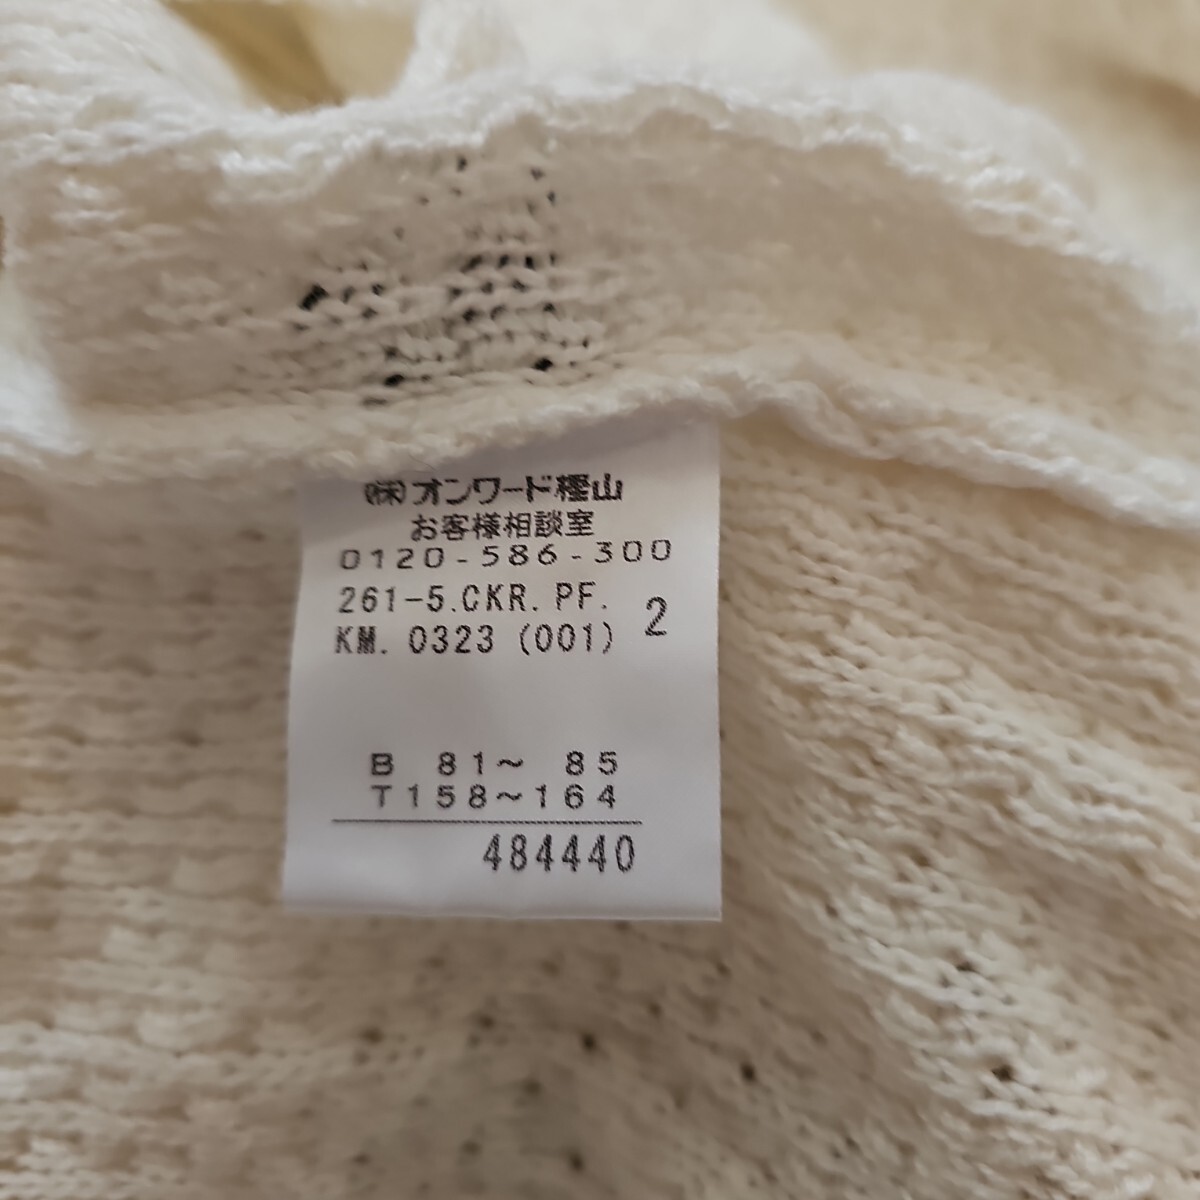 ㈱オンワード樫山
お客様相談室
0120-586-300
261-5.CKR.PF.
KM.0323 (001) 2
B 81～ 85
T158～164
484440